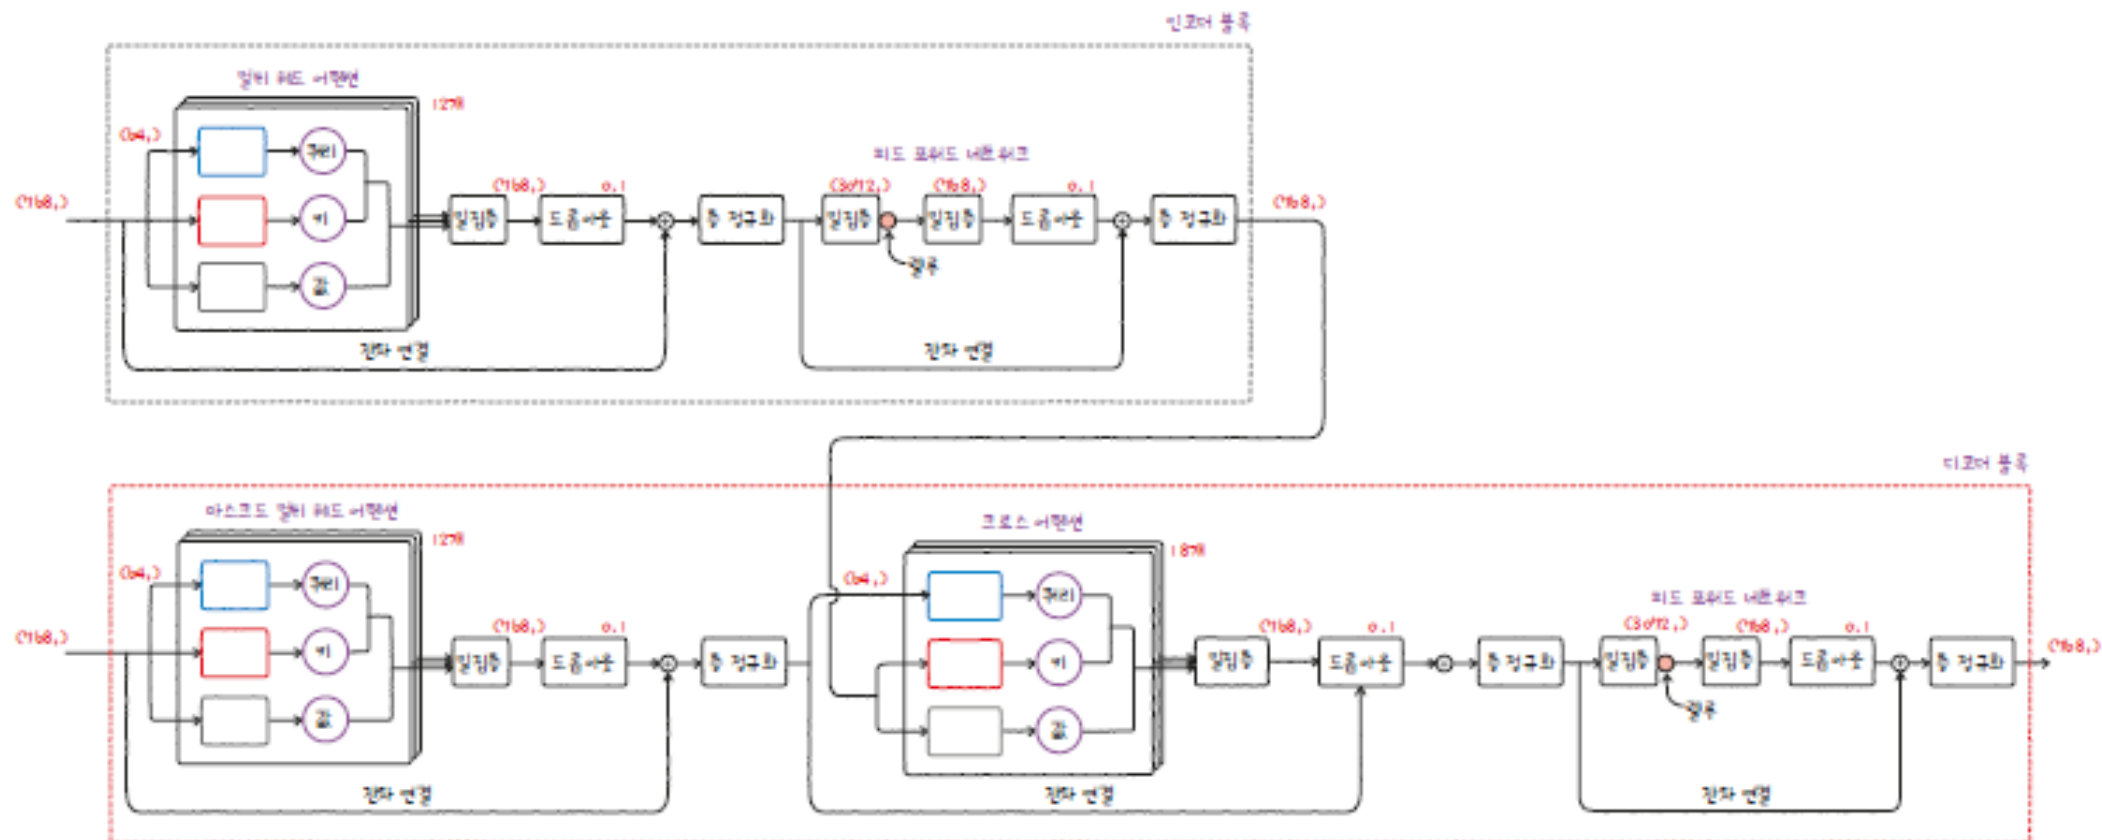 인코더 블록
멀티 헤드 어텐션
12개
(64,)
쿼리
피드 포워드 네트워크
(768,)
0.1
(3072,)
(768,)
0.1
(768,)
키
밀집층
드롭아웃
층 정규화
밀집층
밀집층
드롭아웃
층 정규화
(768,)
렐루
값
잔차 연결
잔차 연결
디코더 블록
마스크드 멀티 헤드 어텐션
크로스 어텐션
12개
18개
(64,)
쿼리
(64,)
쿼리
피드 포워드 네트워크
(768,)
(768,)
0.1
(768,)
0.1
(3072,)
(768,)
0.1
(768,)
키
밀집층
드롭아웃
층 정규화
키
밀집층
드롭아웃
층 정규화
밀집층
밀집층
드롭아웃
층 정규화
렐루
값
값
잔차 연결
잔차 연결
잔차 연결